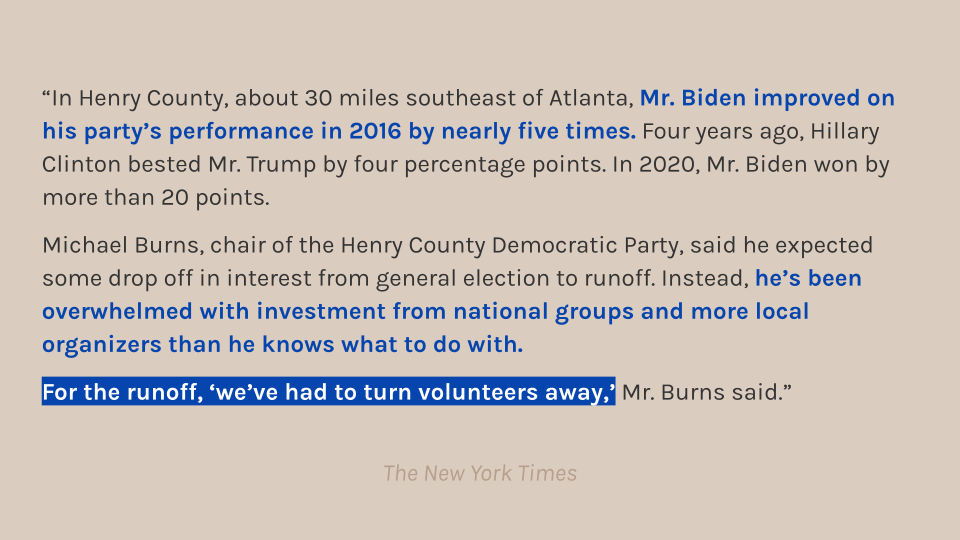 “In Henry County, about 30 miles southeast of Atlanta, Mr. Biden improved on
his party’s performance in 2016 by nearly five times. Four years ago, Hillary
Clinton bested Mr. Trump by four percentage points. In 2020, Mr. Biden won by
more than 20 points.
Michael Burns, chair of the Henry County Democratic Party, said he expected
some drop off in interest from general election to runoff. Instead, he’s been
overwhelmed with investment from national groups and more local
organizers than he knows what to do with.
For the runoff, ‘we’ve had to turn volunteers away,’ Mr. Burns said.”
The New York Times